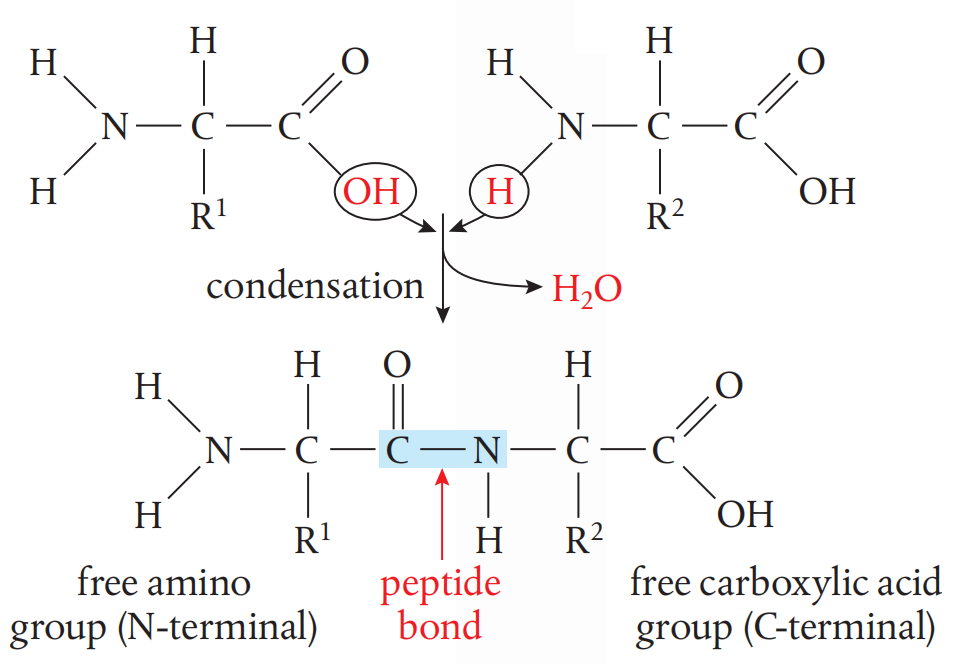 H H O H H O
N C C N C C
H R¹ OH H R² OH
condensation H₂O
H H O H O
N C C N C C
H R¹ H R² OH
free amino peptide free carboxylic acid
group (N-terminal) bond group (C-terminal)